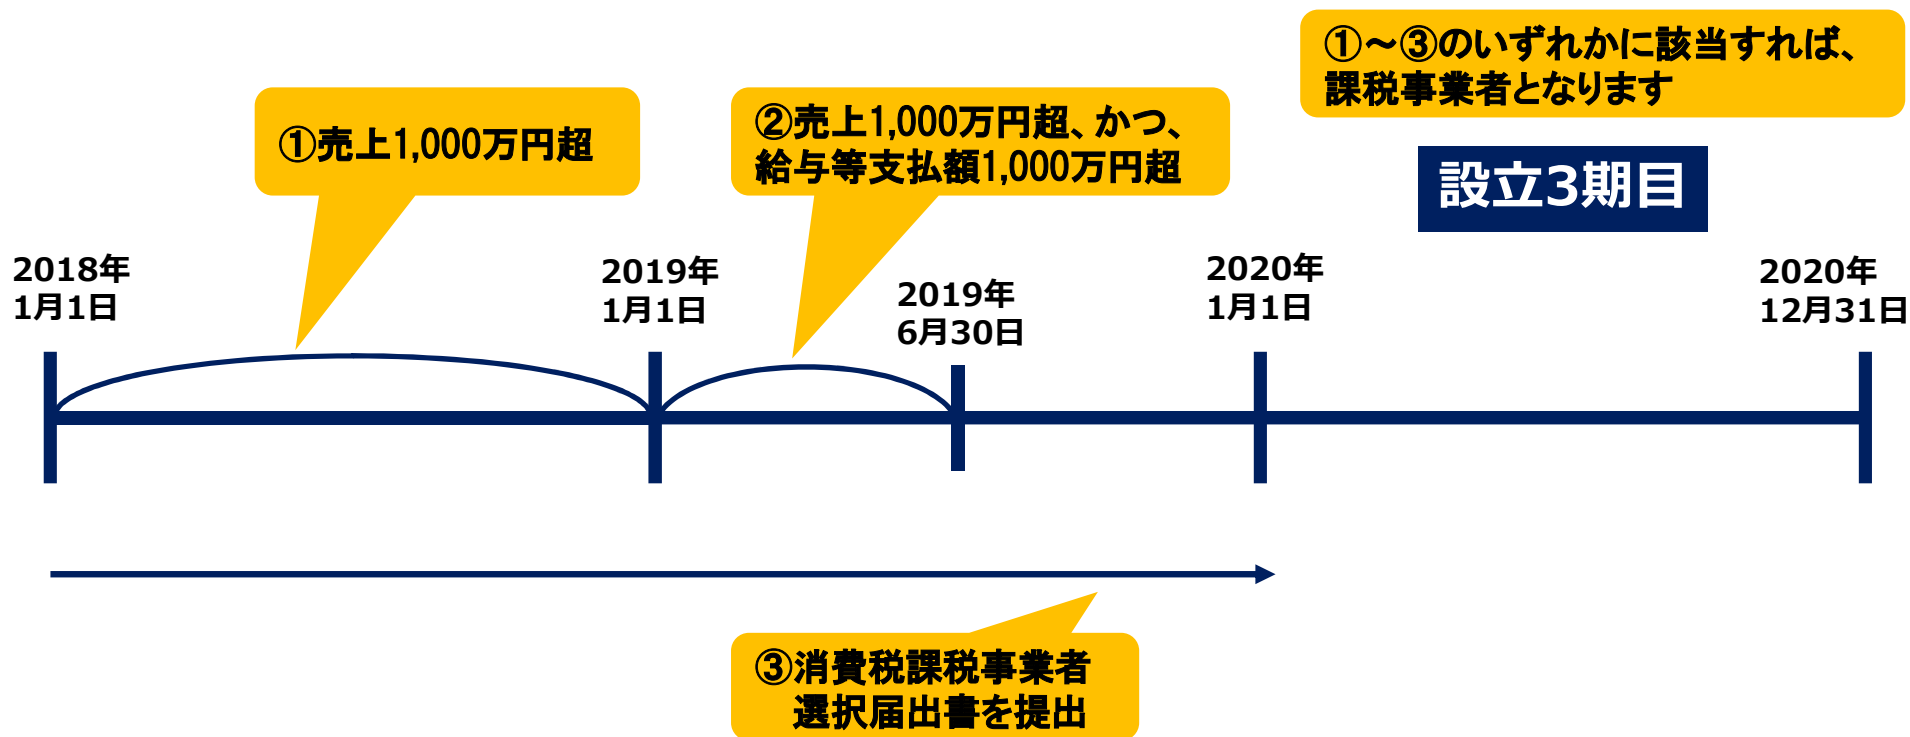 ①～③のいずれかに該当すれば、
課税事業者となります
①売上1,000万円超
②売上1,000万円超、かつ、
給与等支払額1,000万円超
設立3期目
2018年
1月1日
2019年
1月1日
2019年
6月30日
2020年
1月1日
2020年
12月31日
③消費税課税事業者
選択届出書を提出